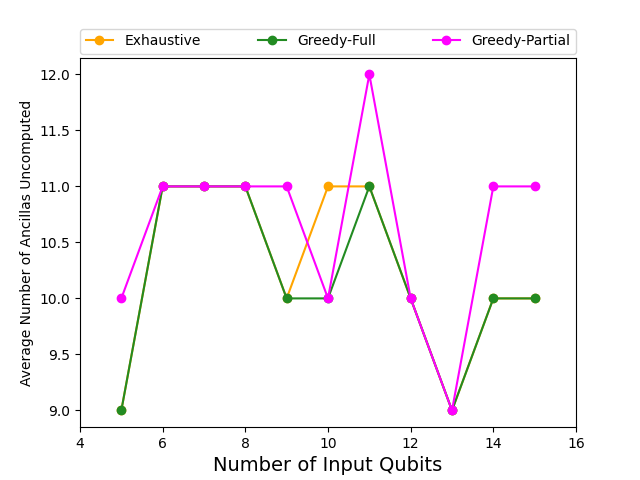 Exhaustive Greedy-Full Greedy-Partial
12.0
11.5
11.0
10.5
10.0
9.5
9.0
Average Number of Ancillas Uncomputed
4 6 8 10 12 14 16
Number of Input Qubits